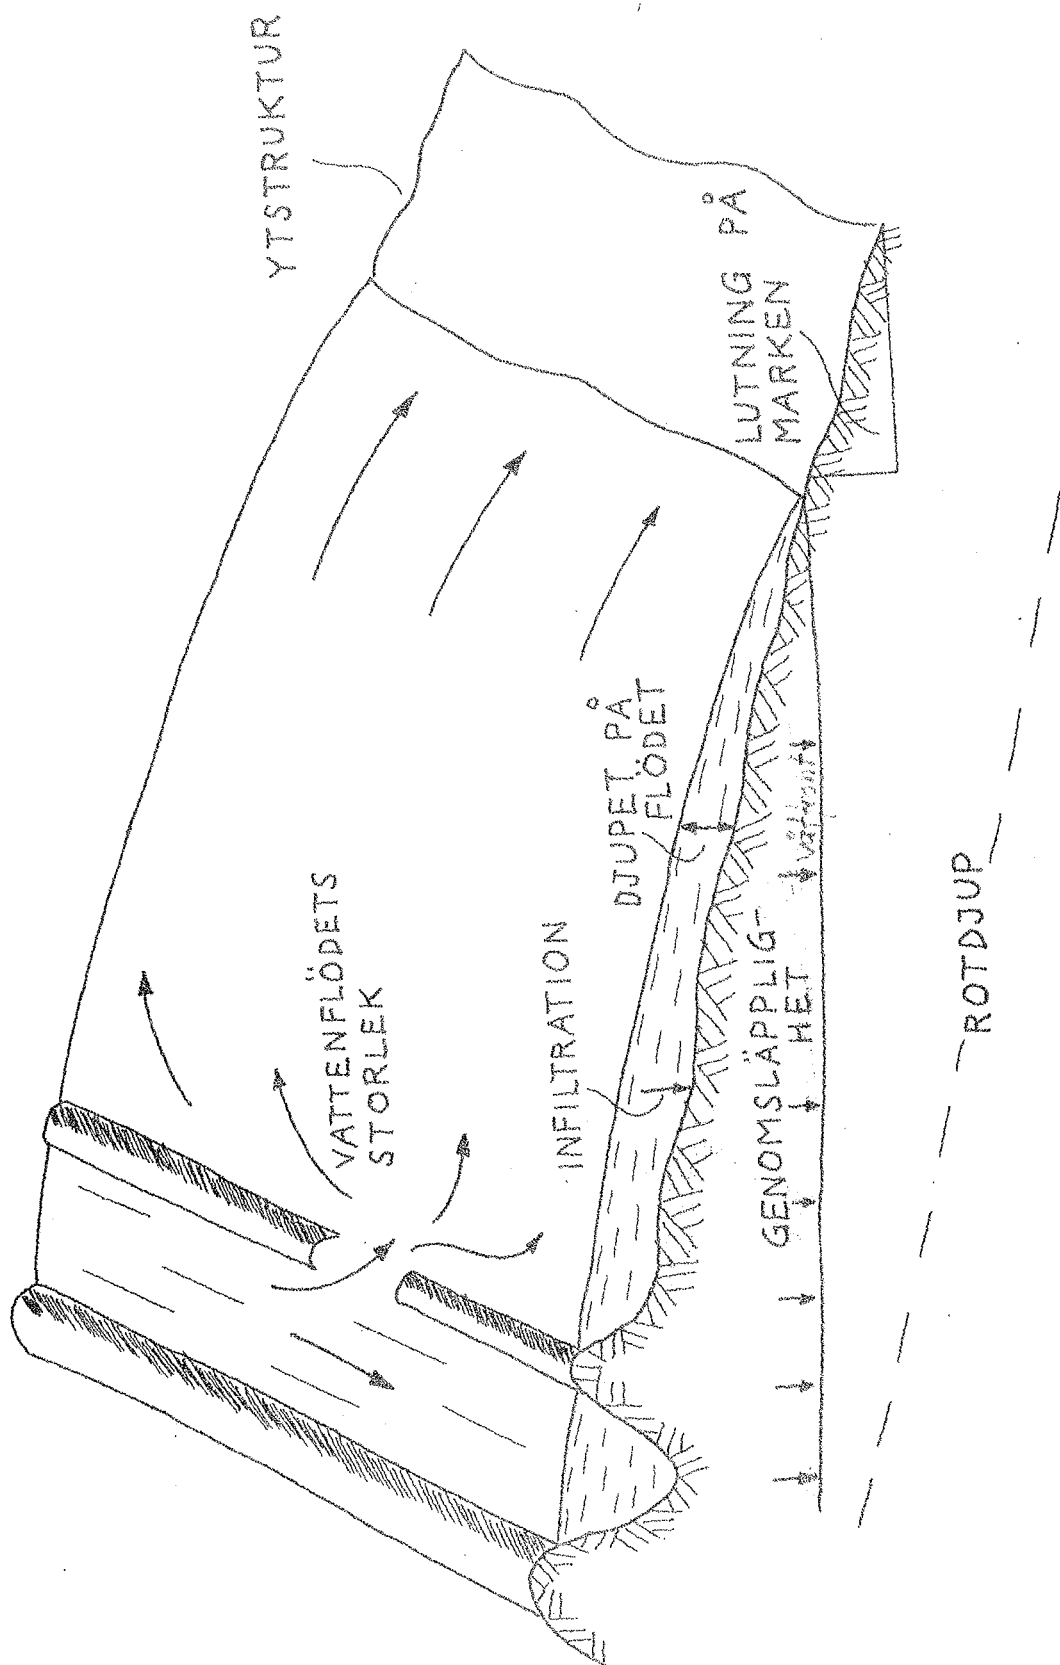 YTSTRUKTUR
VATTENFLÖDETS
STORLEK
INFILTRATION
DJUPET PÅ
FLÖDET
LUTNING PÅ
MARKEN
GENOMSLÄPPLIG-
HET
ROTDJUP